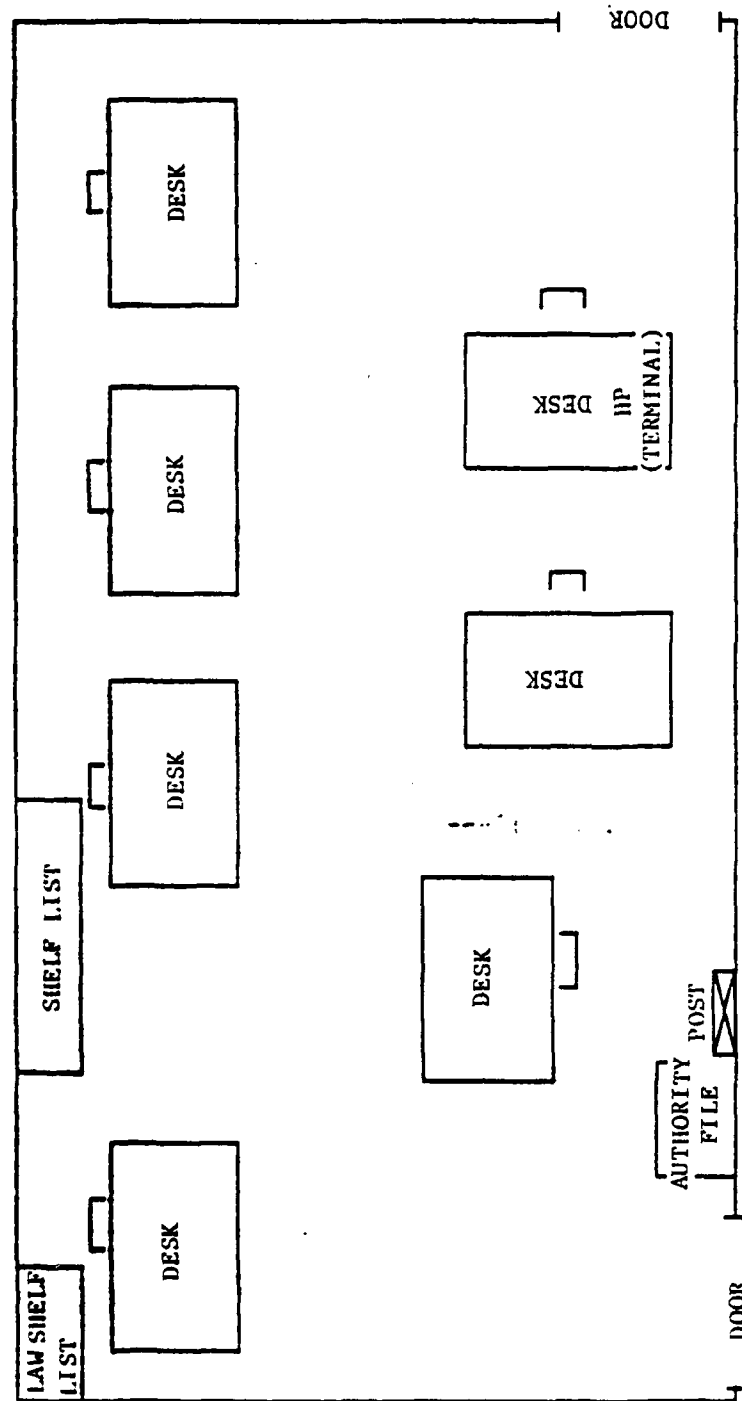 LAW SHELF
LIST
SHELF LIST
DESK
DESK
DESK
DESK
DESK
DESK
DESK
HP
(TERMINAL)
AUTHORITY
FILE
POST
DOOR
DOOR